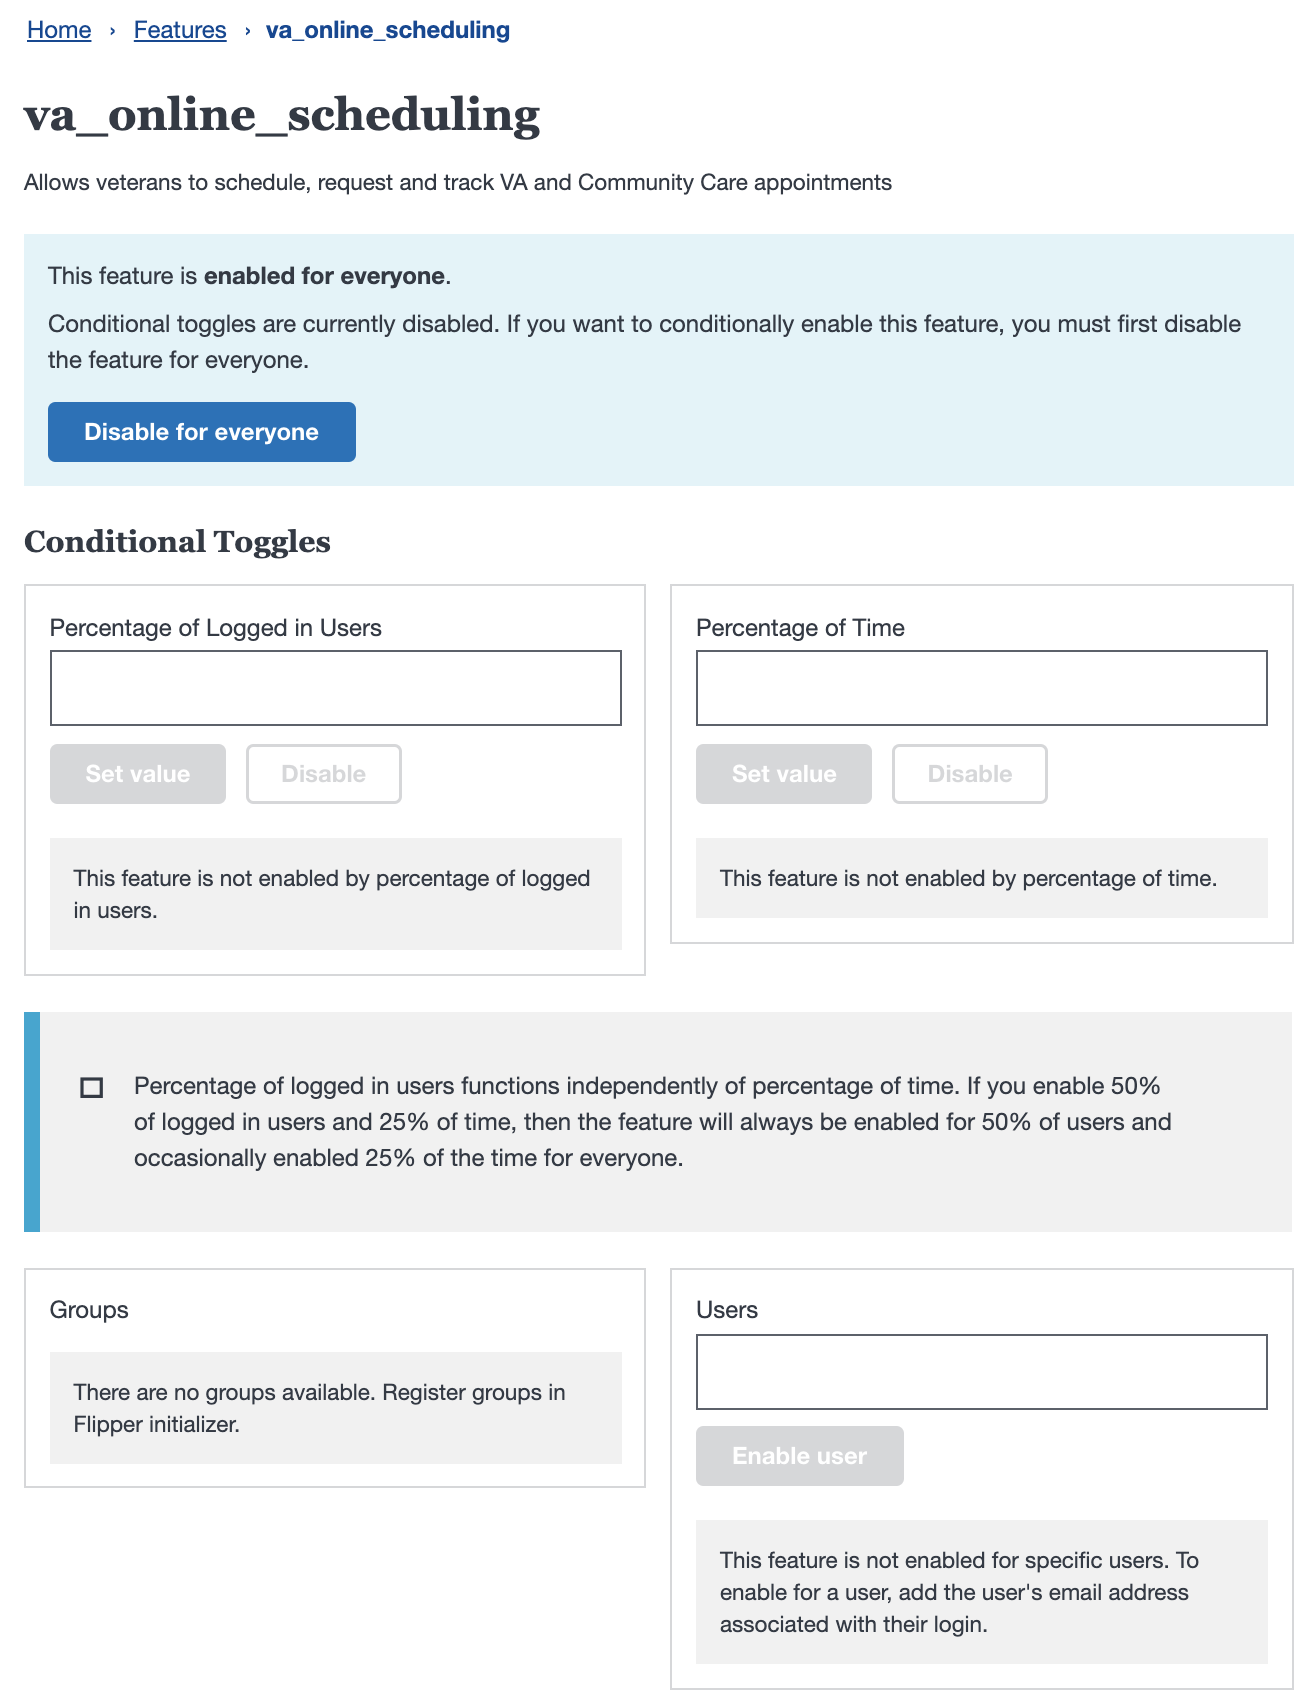 Home › Features › va_online_scheduling
va_online_scheduling
Allows veterans to schedule, request and track VA and Community Care appointments
This feature is enabled for everyone.
Conditional toggles are currently disabled. If you want to conditionally enable this feature, you must first disable
the feature for everyone.
Disable for everyone
Conditional Toggles
Percentage of Logged in Users
Set value Disable
This feature is not enabled by percentage of logged
in users.
Percentage of Time
Set value Disable
This feature is not enabled by percentage of time.
Percentage of logged in users functions independently of percentage of time. If you enable 50%
of logged in users and 25% of time, then the feature will always be enabled for 50% of users and
occasionally enabled 25% of the time for everyone.
Groups
There are no groups available. Register groups in
Flipper initializer.
Users
Enable user
This feature is not enabled for specific users. To
enable for a user, add the user's email address
associated with their login.